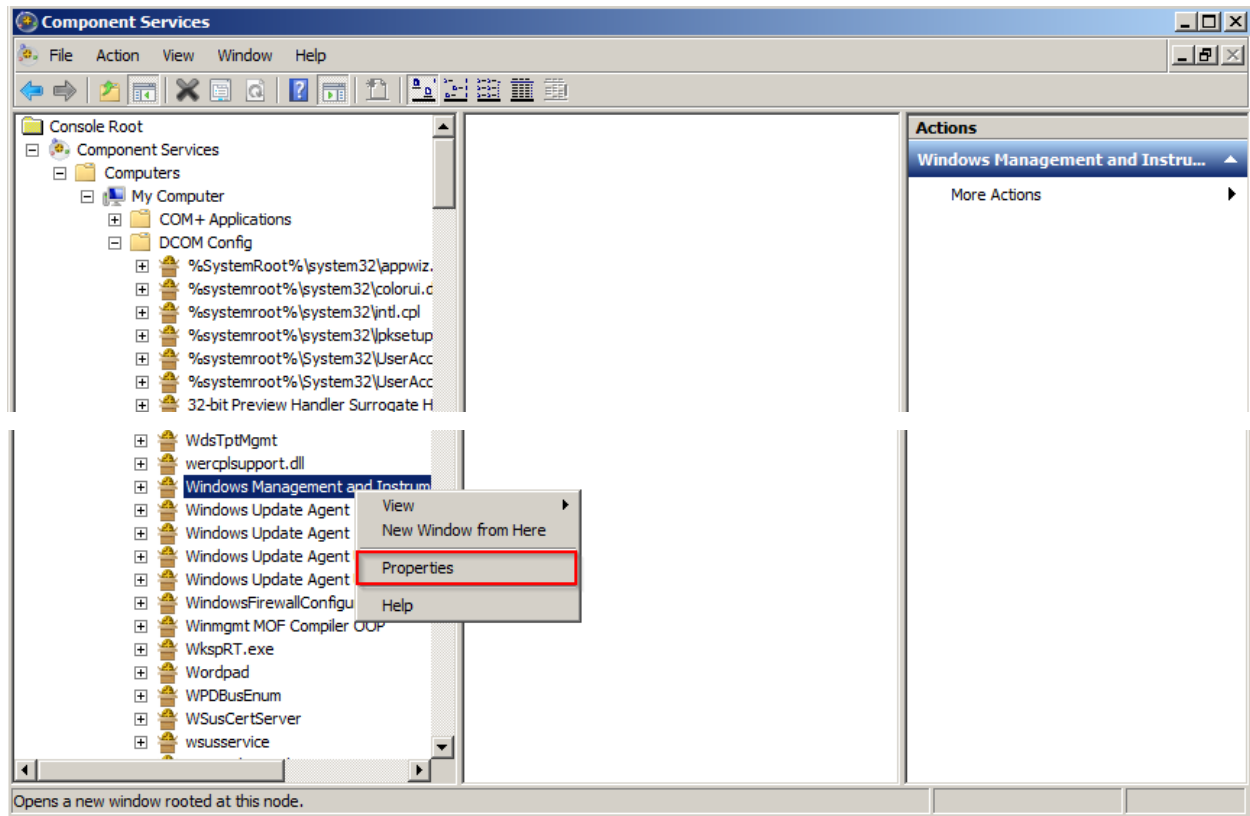 Component Services
File Action View Window Help
Console Root
Component Services
Computers
My Computer
COM+ Applications
DCOM Config
%SystemRoot%\system32\appwiz.
%systemroot%\system32\colorui.d
%systemroot%\system32\intl.cpl
%systemroot%\system32\lpksetup
%systemroot%\System32\UserAcc
%systemroot%\System32\UserAcc
32-bit Preview Handler Surrogate H
WdsTptMgmt
wercplsupport.dll
Windows Management and Instrum
Windows Update Agent
Windows Update Agent
Windows Update Agent
Windows Update Agent
WindowsFirewallConfigu
Winmgmt MOF Compiler OOP
WkspRT.exe
Wordpad
WPDBusEnum
WSusCertServer
wsusservice
View
New Window from Here
Properties
Help
Actions
Windows Management and Instru...
More Actions
Opens a new window rooted at this node.